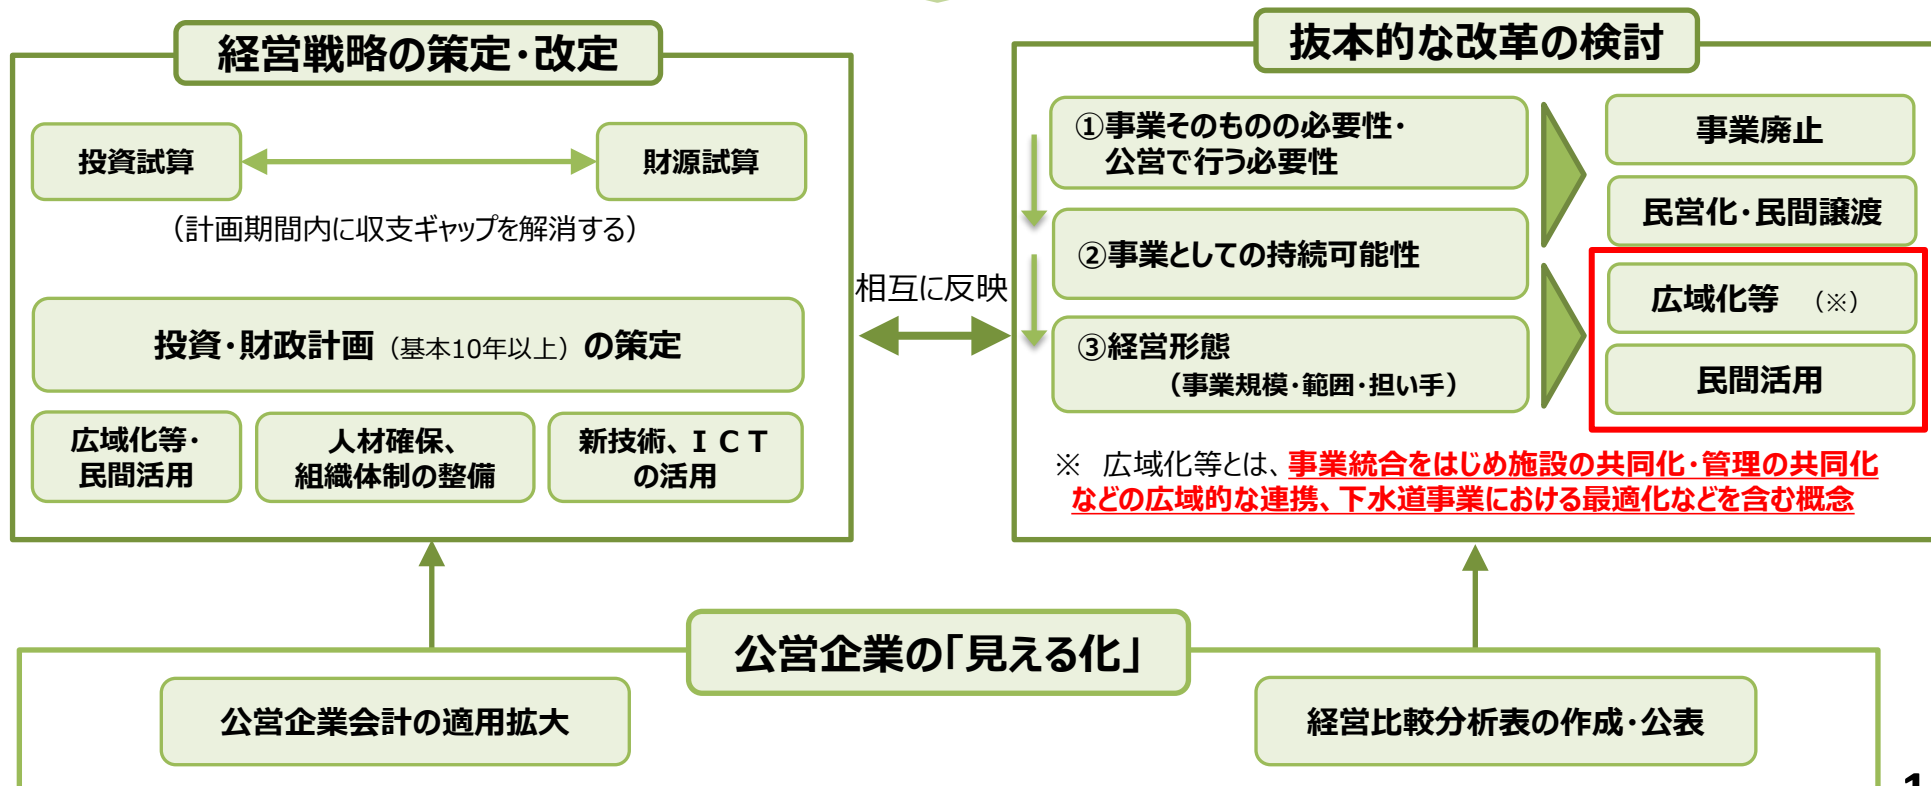 経営戦略の策定・改定
投資試算
財源試算
(計画期間内に収支ギャップを解消する)
投資・財政計画(基本10年以上)の策定
広域化等・
民間活用
人材確保、
組織体制の整備
新技術、ＩＣＴ
の活用
相互に反映
抜本的な改革の検討
①事業そのものの必要性・
公営で行う必要性
②事業としての持続可能性
③経営形態
(事業規模・範囲・担い手)
事業廃止
民営化・民間譲渡
広域化等 (※)
民間活用
※ 広域化等とは、事業統合をはじめ施設の共同化・管理の共同化
などの広域的な連携、下水道事業における最適化などを含む概念
公営企業の「見える化」
公営企業会計の適用拡大
経営比較分析表の作成・公表